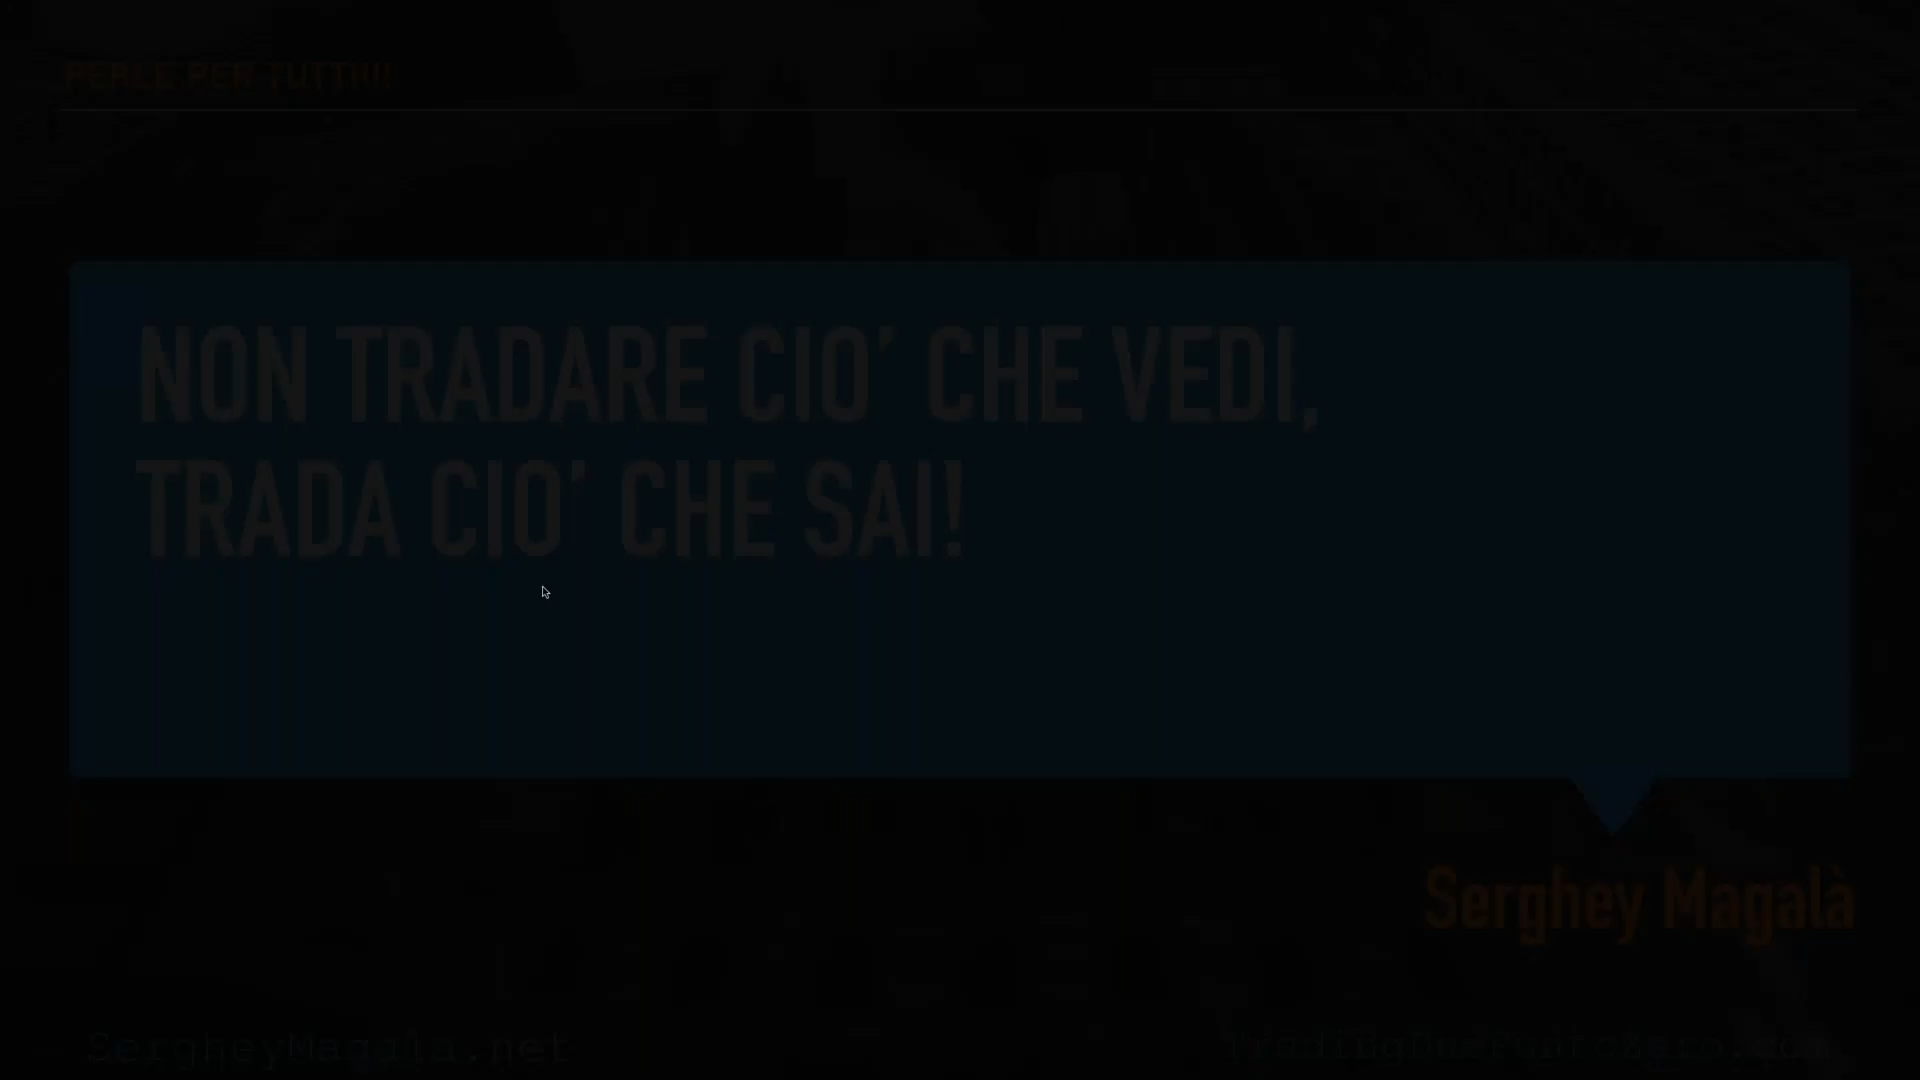 PERLE PER TUTTI!!!
NON TRADARE CIO’ CHE VEDI,
TRADA CIO’ CHE SAI!
Serghey Magalà
SergheyMagala.net